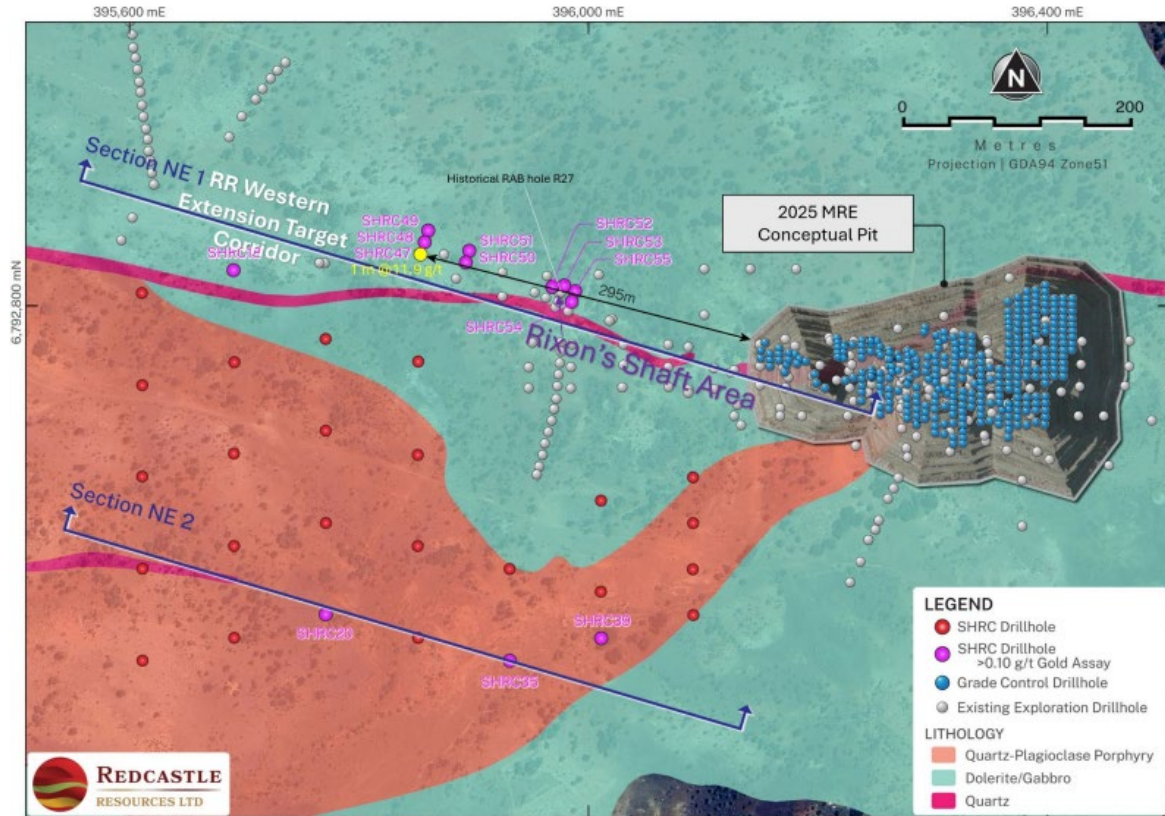 395,600 mE
396,000 mE
396,400 mE
6,792,800 mN
N
0
200
Metres
Projection | GDA94 Zone51
Section NE 1
RR Western
Extension Target
Corridor
Historical RAB hole R27
2025 MRE
Conceptual Pit
SHRC49
SHRC48
SHRC47
1 m @11.9 g/t
SHRC51
SHRC50
SHRC52
SHRC53
SHRC55
SHRC54
295m
Rixon's Shaft Area
Section NE 2
SHRC20
SHRC39
SHRC35
LEGEND
SHRC Drillhole
SHRC Drillhole
>0.10 g/t Gold Assay
Grade Control Drillhole
Existing Exploration Drillhole
LITHOLOGY
Quartz-Plagioclase Porphyry
Dolerite/Gabbro
Quartz
REDCASTLE
RESOURCES LTD